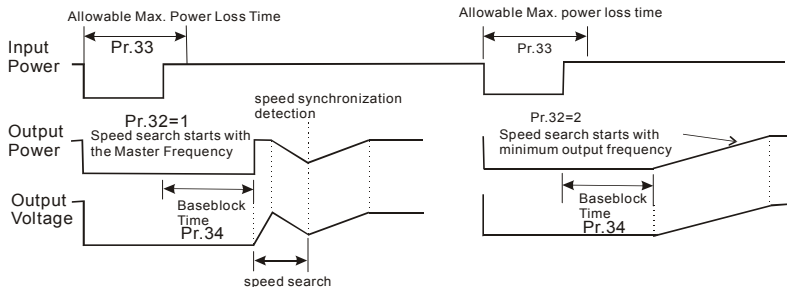 Allowable Max. Power Loss Time
Pr.33
Input
Power
Allowable Max. power loss time
Pr.33
speed synchronization
detection
Output
Power
Pr.32=1
Speed search starts with
the Master Frequency
Pr.32=2
Speed search starts with
minimum output frequency
Output
Voltage
Baseblock
Time
Pr.34
speed search
Baseblock
Time
Pr.34